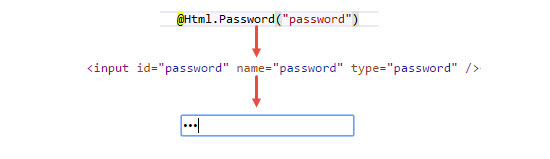 @Html.Password("password")
<input id="password" name="password" type="password" />
•••